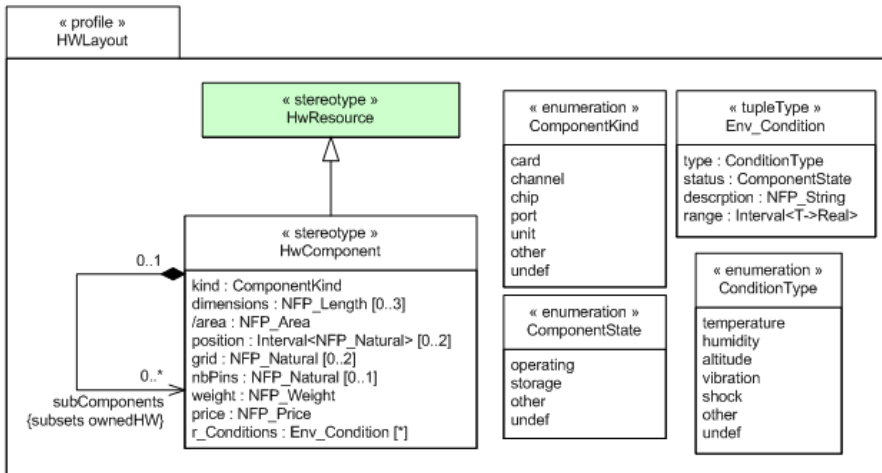 « profile »
HWLayout
« stereotype »
HwResource
« stereotype »
HwComponent
kind : ComponentKind
dimensions : NFP_Length [0..3]
/area : NFP_Area
position : Interval<NFP_Natural> [0..2]
grid : NFP_Natural [0..2]
nbPins : NFP_Natural [0..1]
weight : NFP_Weight
price : NFP_Price
r_Conditions : Env_Condition [*]
0..1
0..*
subComponents
{subsets ownedHW}
« enumeration »
ComponentKind
card
channel
chip
port
unit
other
undef
« enumeration »
ComponentState
operating
storage
other
undef
« tupleType »
Env_Condition
type : ConditionType
status : ComponentState
descrption : NFP_String
range : Interval<T->Real>
« enumeration »
ConditionType
temperature
humidity
altitude
vibration
shock
other
undef